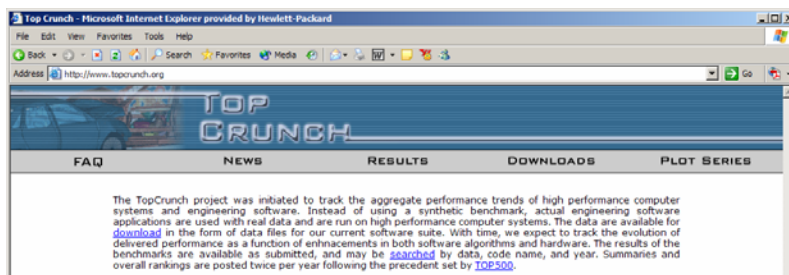 Top Crunch - Microsoft Internet Explorer provided by Hewlett-Packard
File Edit View Favorites Tools Help
Back Search Favorites Media
Address http://www.topcrunch.org Go
TOP
CRUNCH
FAQ NEWS RESULTS DOWNLOADS PLOT SERIES
The TopCrunch project was initiated to track the aggregate performance trends of high performance computer
systems and engineering software. Instead of using a synthetic benchmark, actual engineering software
applications are used with real data and are run on high performance computer systems. The data are available for
download in the form of data files for our current software suite. With time, we expect to track the evolution of
delivered performance as a function of enhnacements in both software algorithms and hardware. The results of the
benchmarks are available as submitted, and may be searched by data, code name, and year. Summaries and
overall rankings are posted twice per year following the precedent set by TOP500.